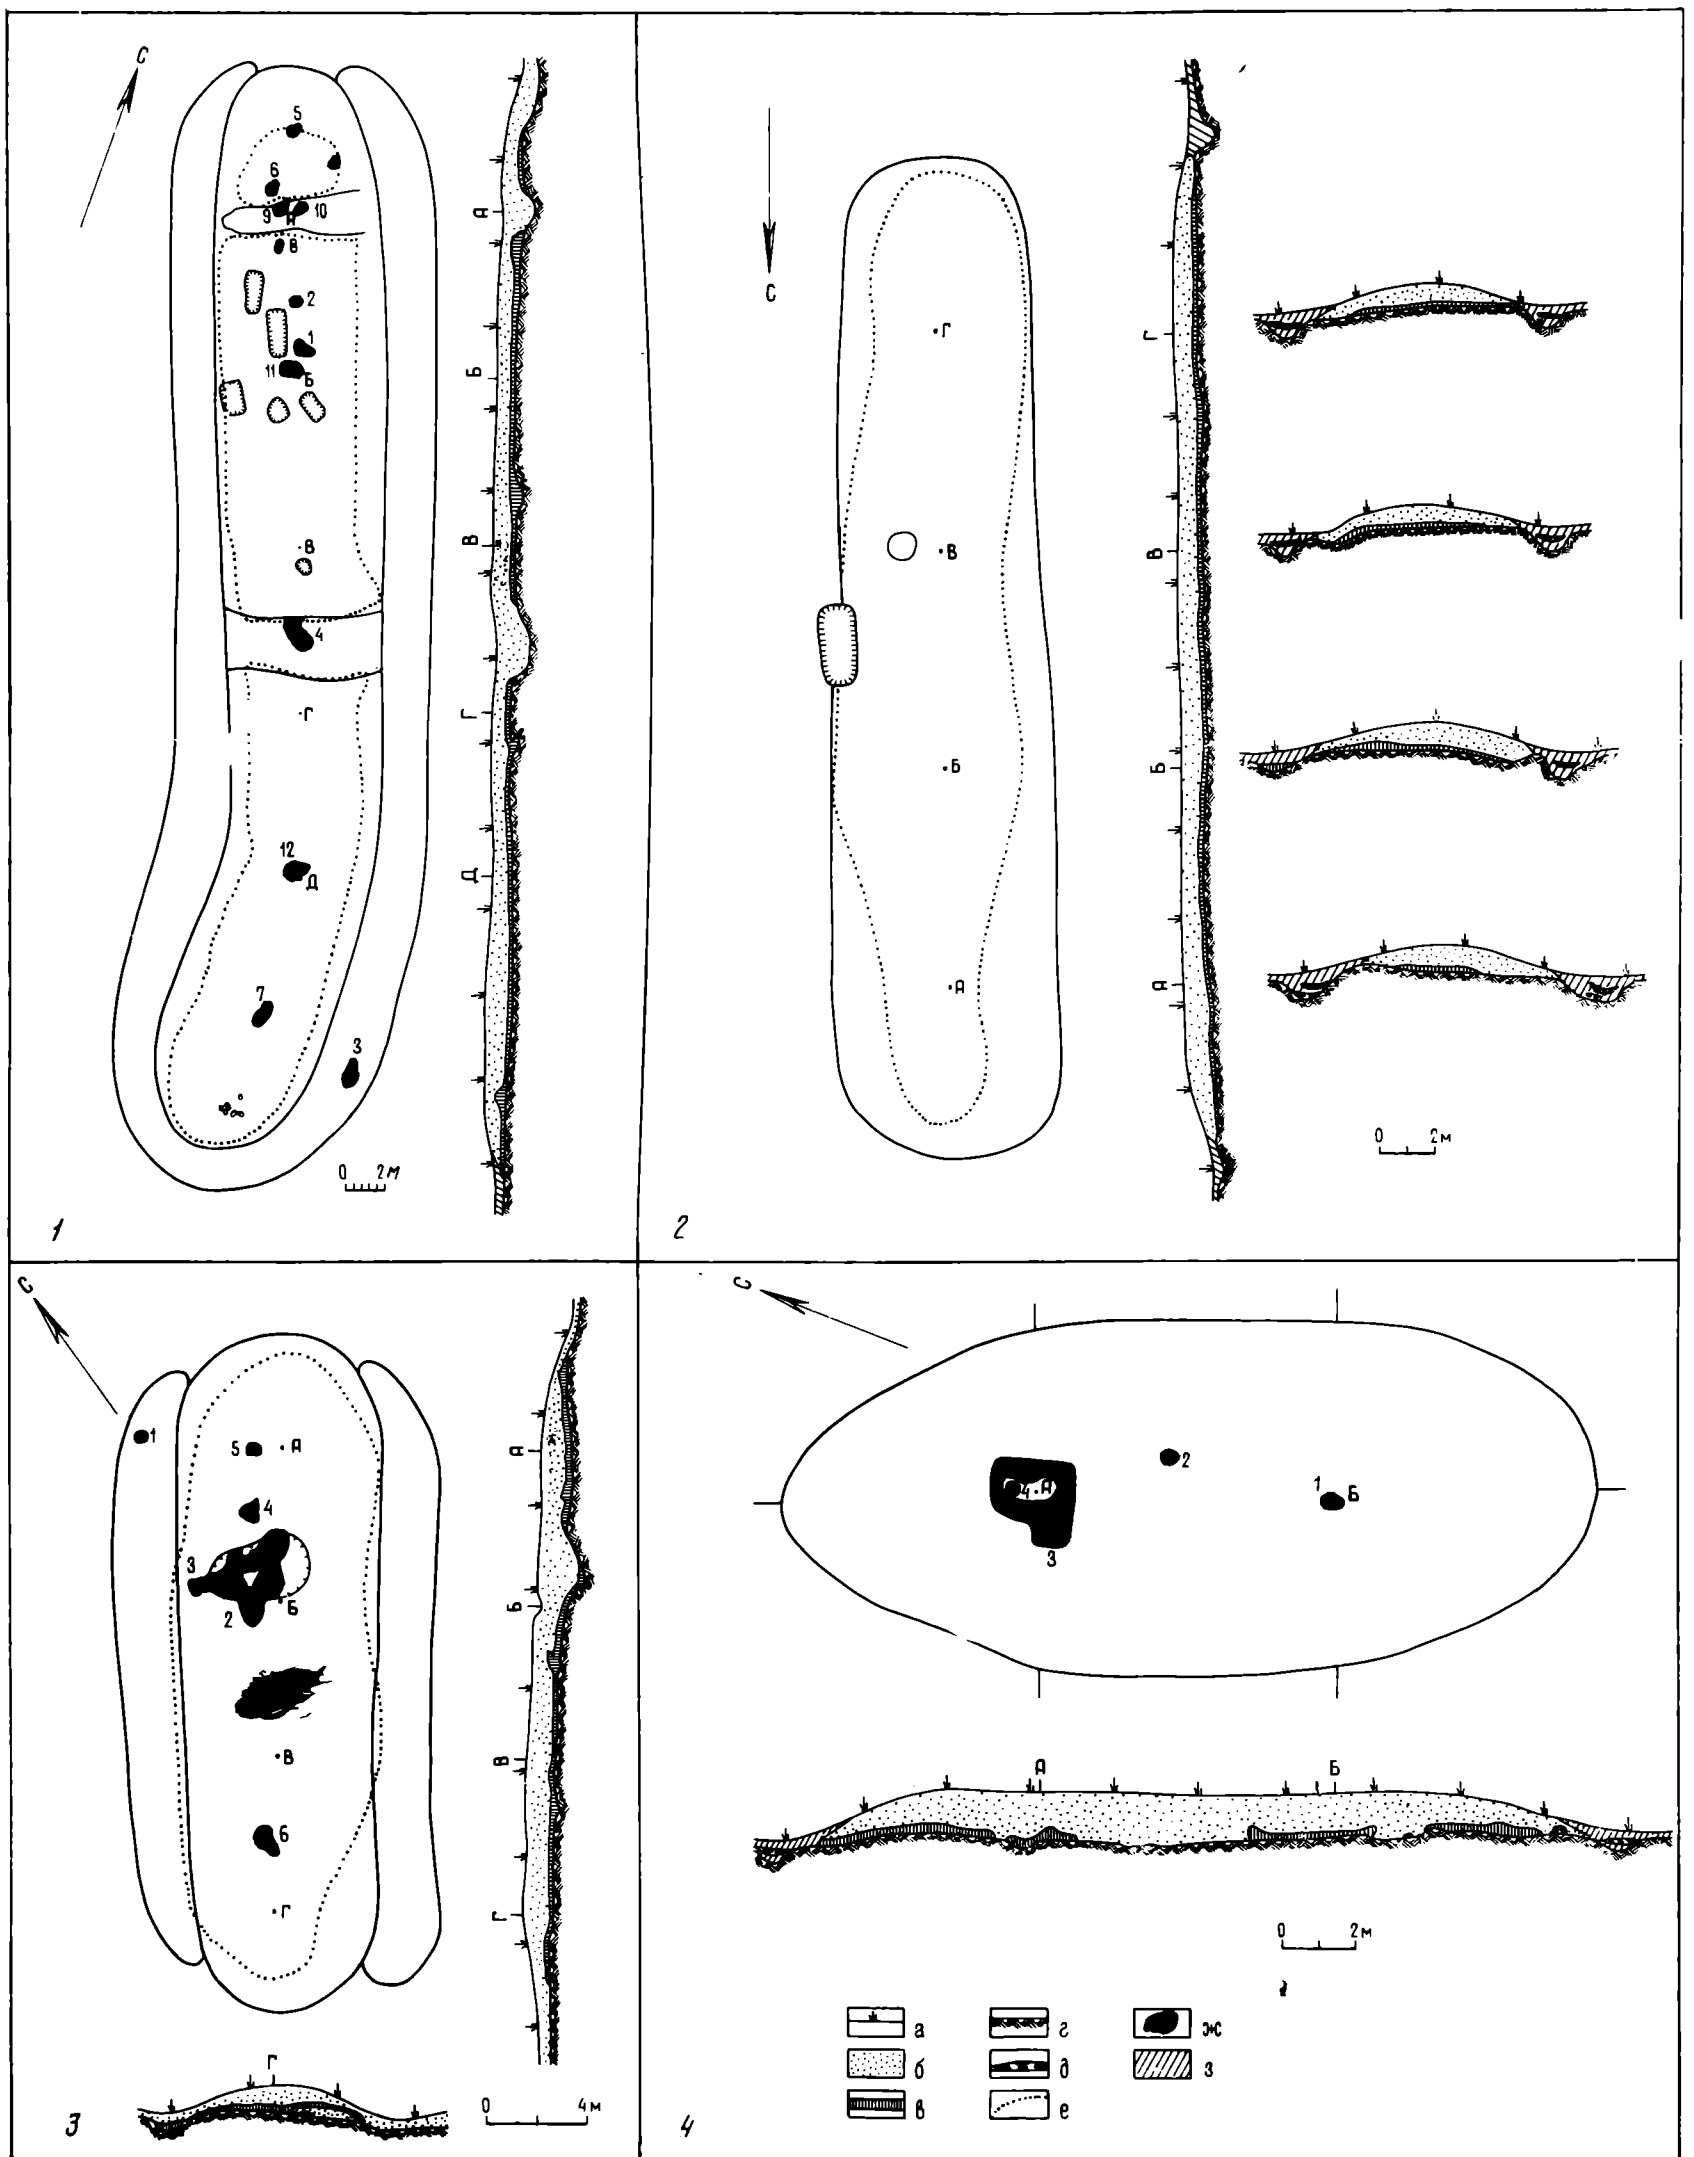 С
5
6
9 А 10
8
2
1
11 Б
В
4
Г
12
Д
7
3
А
Б
В
Г
Д
0 2м
1
С
Г
В
Б
А
Г
В
Б
А
0 2м
2
С
1
5 А
4
3
2 Б
В
6
Г
А
Б
В
Г
Г
0 4м
3
С
2
4 А
3
1 Б
А Б
0 2м
а г ж
б д з
в е
4